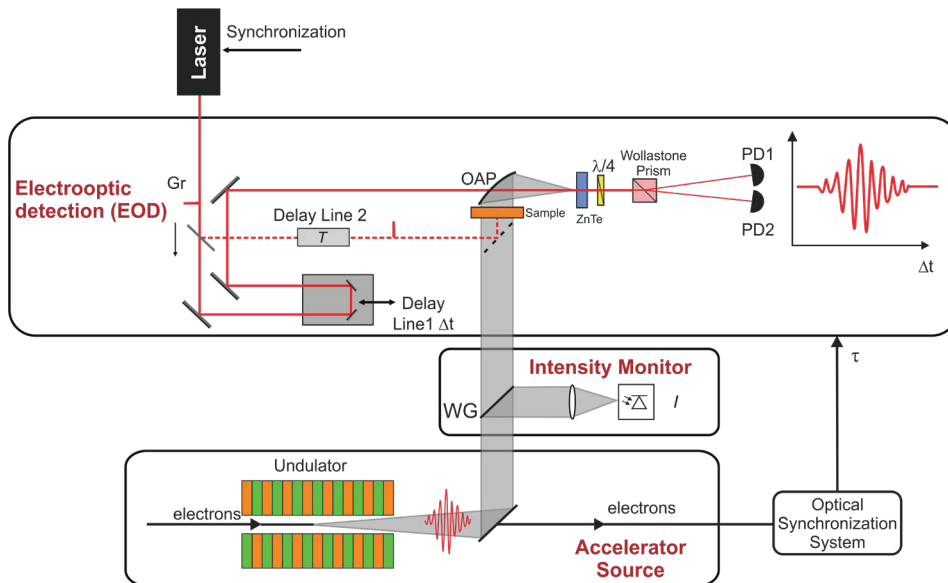 Laser
Synchronization
Electrooptic
detection (EOD)
Gr
Delay Line 2
T
Delay
Line1 Δt
OAP
Sample
ZnTe
λ/4
Wollastone
Prism
PD1
PD2
Δt
τ
Intensity Monitor
WG
I
Undulator
electrons
electrons
Accelerator
Source
Optical
Synchronization
System